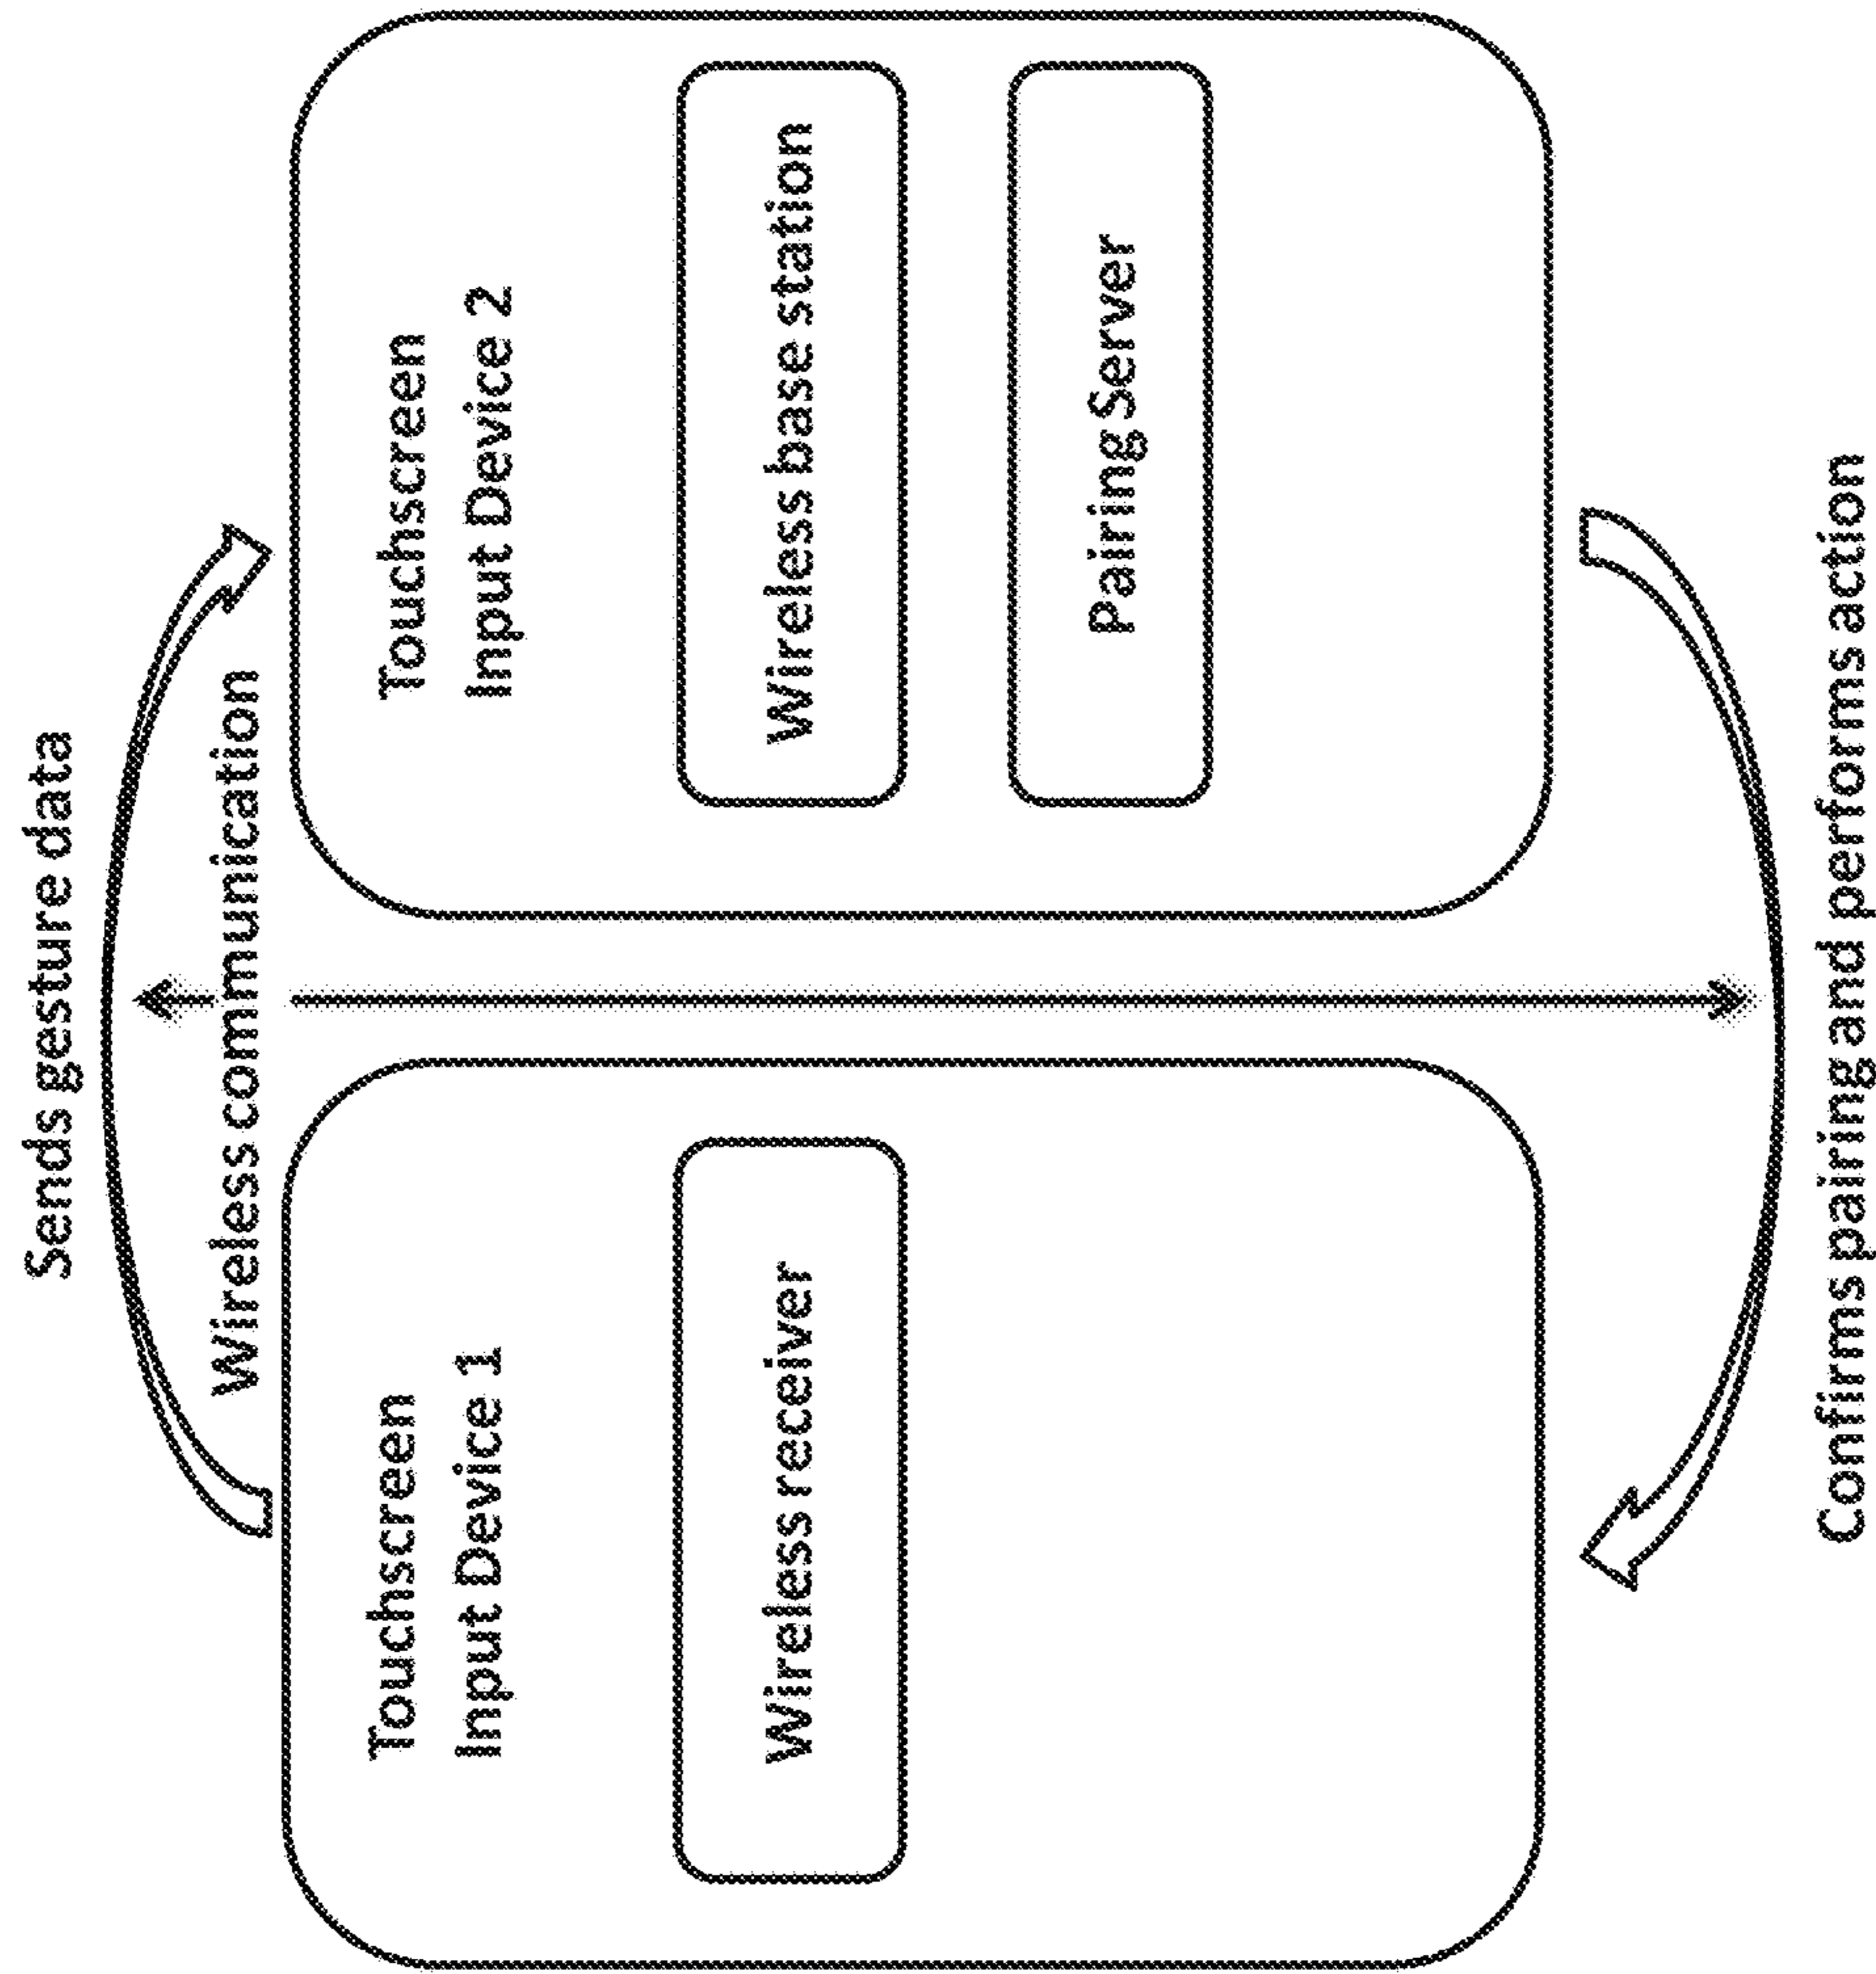 Sends gesture data
Wireless communication
Touchscreen
Input Device 1
Wireless receiver
Touchscreen
Input Device 2
Wireless base station
Pairing Server
Confirms pairing and performs action